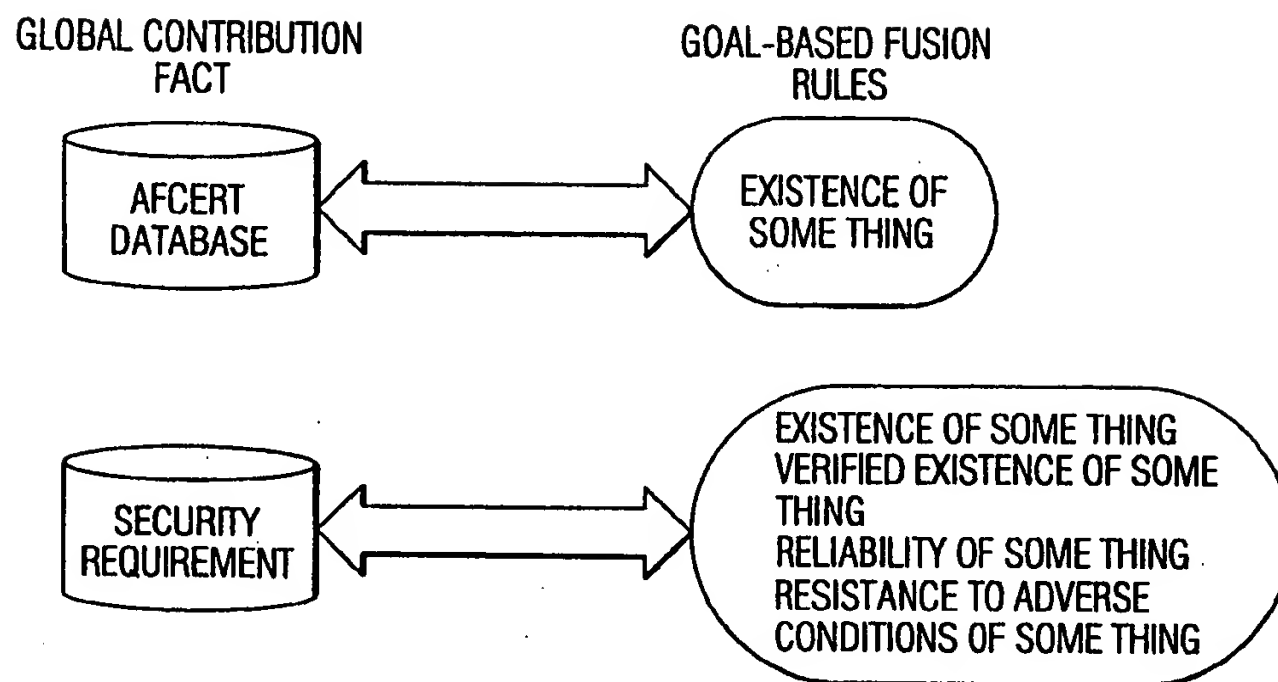 GLOBAL CONTRIBUTION
FACT
GOAL-BASED FUSION
RULES
AFCERT
DATABASE
EXISTENCE OF
SOME THING
SECURITY
REQUIREMENT
EXISTENCE OF SOME THING
VERIFIED EXISTENCE OF SOME
THING
RELIABILITY OF SOME THING
RESISTANCE TO ADVERSE
CONDITIONS OF SOME THING